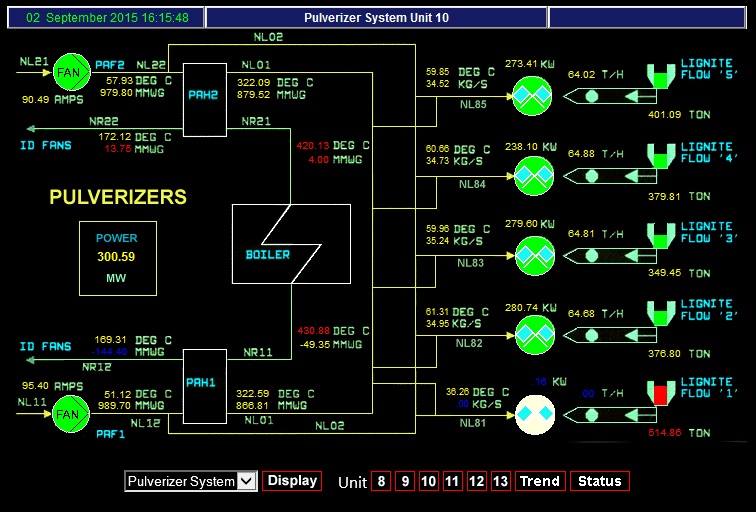 02 September 2015 16:15:48
Pulverizer System Unit 10
NL02
NL21
FAN
PAF2
NL22
57.93 DEG C
979.80 MMWG
90.49 AMPS
PAH2
NL01
322.09 DEG C
879.52 MMWG
NR22
172.12 DEG C
13.75 MMWG
ID FANS
NR21
420.13 DEG C
4.00 MMWG
59.85 DEG C
34.52 KG/S
NL85
273.41 KW
64.02 T/H
LIGNITE
FLOW '5'
401.09 TON
60.66 DEG C
34.73 KG/S
NL84
238.10 KW
64.88 T/H
LIGNITE
FLOW '4'
379.81 TON
PULVERIZERS
POWER
300.59
MW
BOILER
59.96 DEG C
35.24 KG/S
NL83
279.60 KW
64.81 T/H
LIGNITE
FLOW '3'
349.45 TON
61.31 DEG C
34.95 KG/S
NL82
280.74 KW
64.68 T/H
LIGNITE
FLOW '2'
376.80 TON
430.88 DEG C
-49.35 MMWG
ID FANS
169.31 DEG C
MMWG
NR12
NR11
95.40 AMPS
NL11
FAN
51.12 DEG C
989.70 MMWG
NL12
PAF1
PAH1
322.59 DEG C
866.81 MMWG
NL01
NL02
36.26 DEG C
.00 KG/S
NL81
.16 KW
.00 T/H
LIGNITE
FLOW '1'
514.86 TON
Pulverizer System
Display
Unit 8 9 10 11 12 13 Trend Status